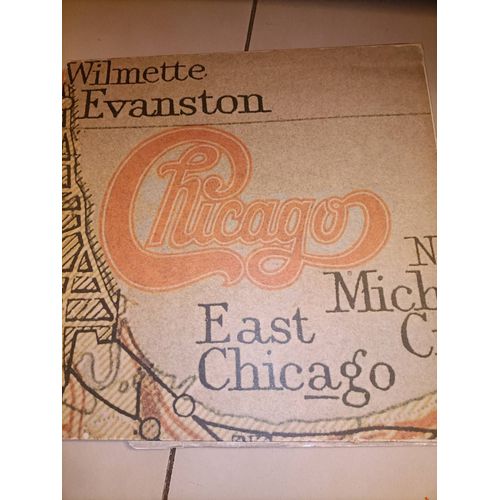 Wilmette
Evanston
Chicago
N
Mich
East
C
Chicago